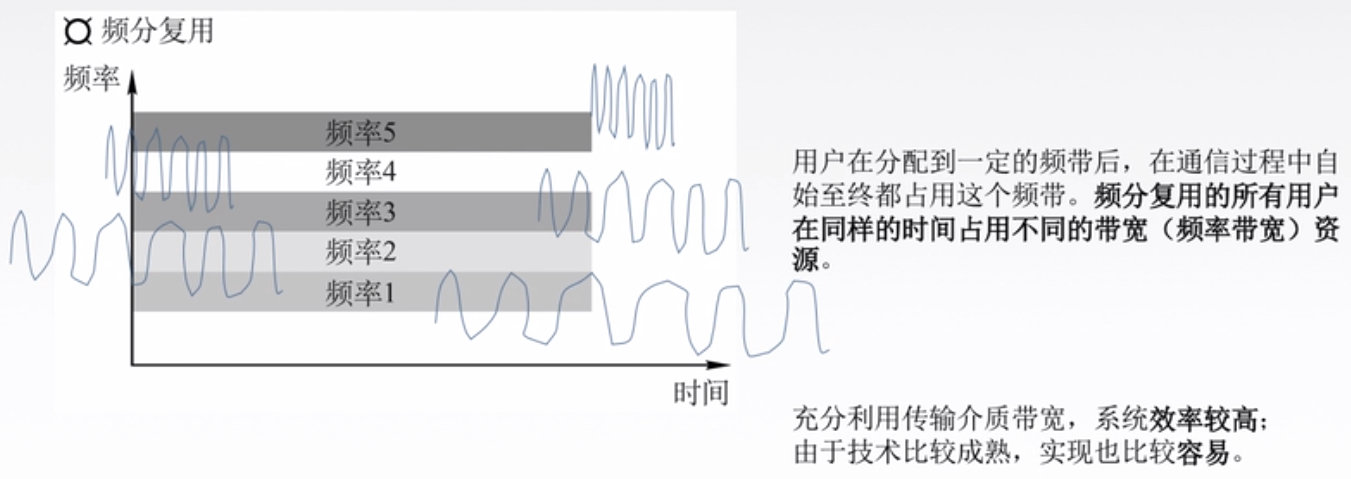 ¤ 频分复用
频率
频率5
频率4
频率3
频率2
频率1
时间
用户在分配到一定的频带后，在通信过程中自
始至终都占用这个频带。频分复用的所有用户
在同样的时间占用不同的带宽（频率带宽）资
源。
充分利用传输介质带宽，系统效率较高；
由于技术比较成熟，实现也比较容易。